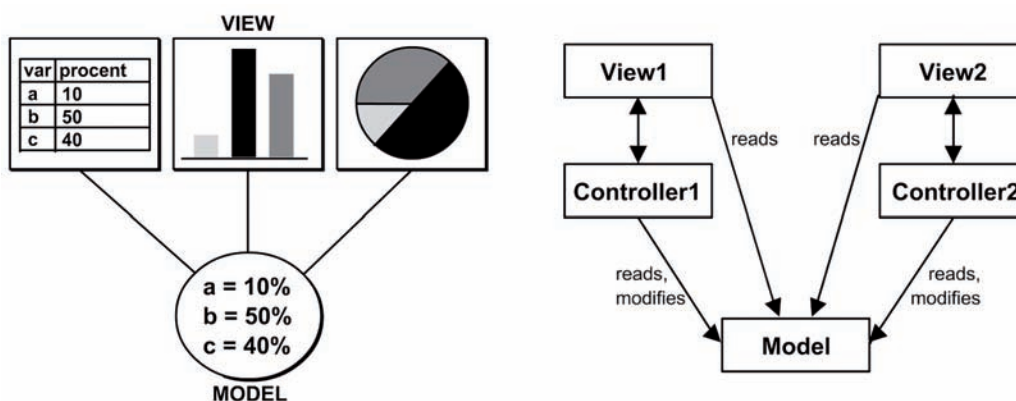 VIEW
var procent
a 10
b 50
c 40
a = 10%
b = 50%
c = 40%
MODEL
View1
View2
reads
reads
Controller1
Controller2
reads,
modifies
reads,
modifies
Model